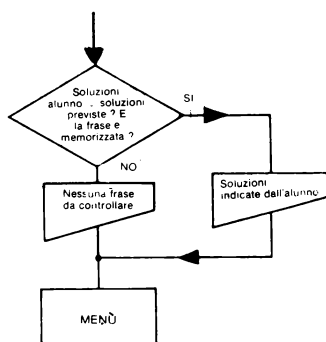 Soluzioni
alunno .. soluzioni
previste ? E
la frase e
memorizzata ?
SI
NO
Nessuna frase
da controllare
Soluzioni
indicate dall'alunno
MENÙ